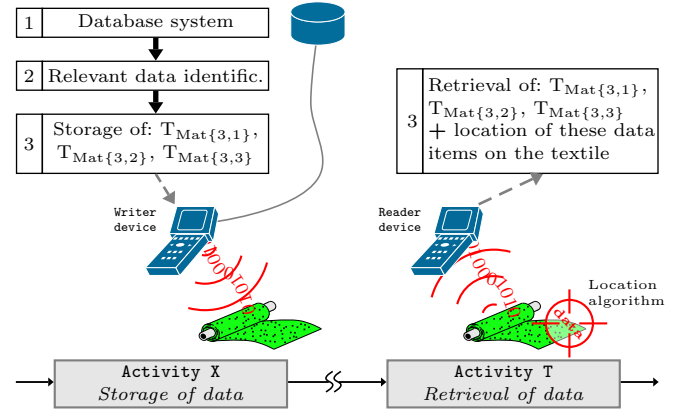 1 Database system
2 Relevant data identific.
3 Storage of: T_Mat{3,1},
T_Mat{3,2}, T_Mat{3,3}
3 Retrieval of: T_Mat{3,1},
T_Mat{3,2}, T_Mat{3,3}
+ location of these data
items on the textile
Writer
device
Reader
device
Location
algorithm
data
Activity X
Storage of data
Activity T
Retrieval of data